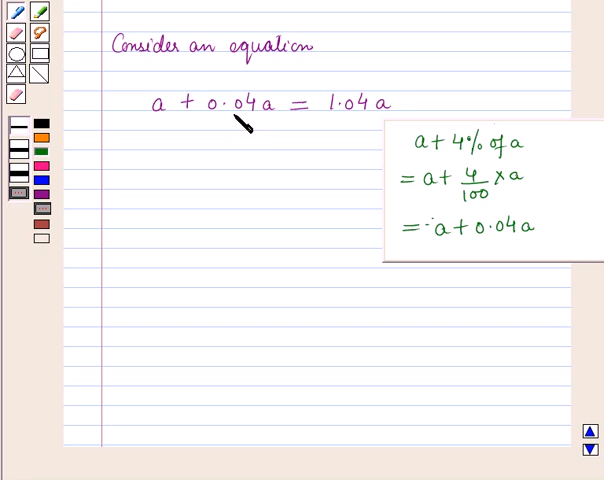 Consider an equation
a + 0.04a = 1.04a
a + 4% of a
= a + 4/100 × a
= a + 0.04a